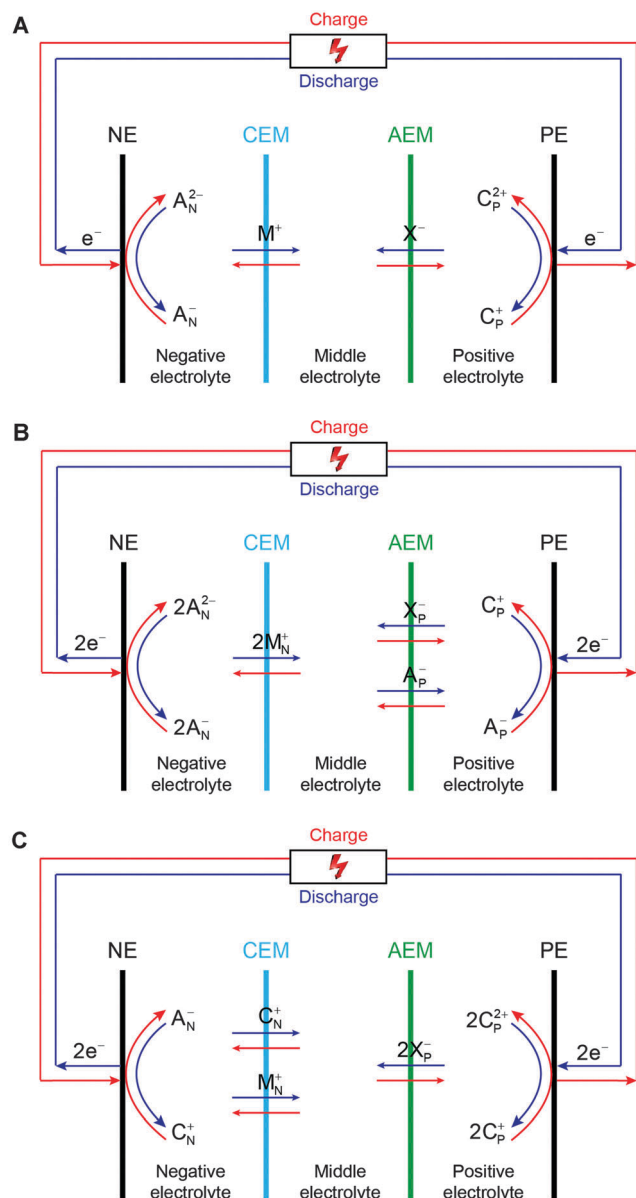 A
Charge
Discharge
NE CEM AEM PE
A_N^2− C_P^2+
e^− M^+ X^− e^−
A_N^− C_P^+
Negative Middle Positive
electrolyte electrolyte electrolyte
B
Charge
Discharge
NE CEM AEM PE
2A_N^2− X_P^− C_P^+
2e^− 2M_N^+ 2e^−
A_P^−
2A_N^− A_P^−
Negative Middle Positive
electrolyte electrolyte electrolyte
C
Charge
Discharge
NE CEM AEM PE
A_N^− C_N^+ 2C_P^2+
2e^− 2X_P^− 2e^−
M_N^+
C_N^+ 2C_P^+
Negative Middle Positive
electrolyte electrolyte electrolyte